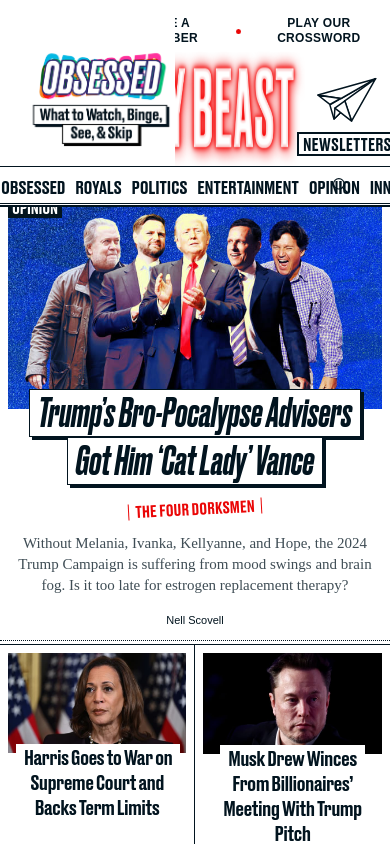 PLAY OUR
CROSSWORD
OBSESSED
What to Watch, Binge,
See, & Skip
BEAST
NEWSLETTERS
OBSESSED ROYALS POLITICS ENTERTAINMENT OPINION INN
OPINION
Trump’s Bro-Pocalypse Advisers
Got Him ‘Cat Lady’ Vance
THE FOUR DORKSMEN
Without Melania, Ivanka, Kellyanne, and Hope, the 2024
Trump Campaign is suffering from mood swings and brain
fog. Is it too late for estrogen replacement therapy?
Nell Scovell
Harris Goes to War on
Supreme Court and
Backs Term Limits
Musk Drew Winces
From Billionaires’
Meeting With Trump
Pitch